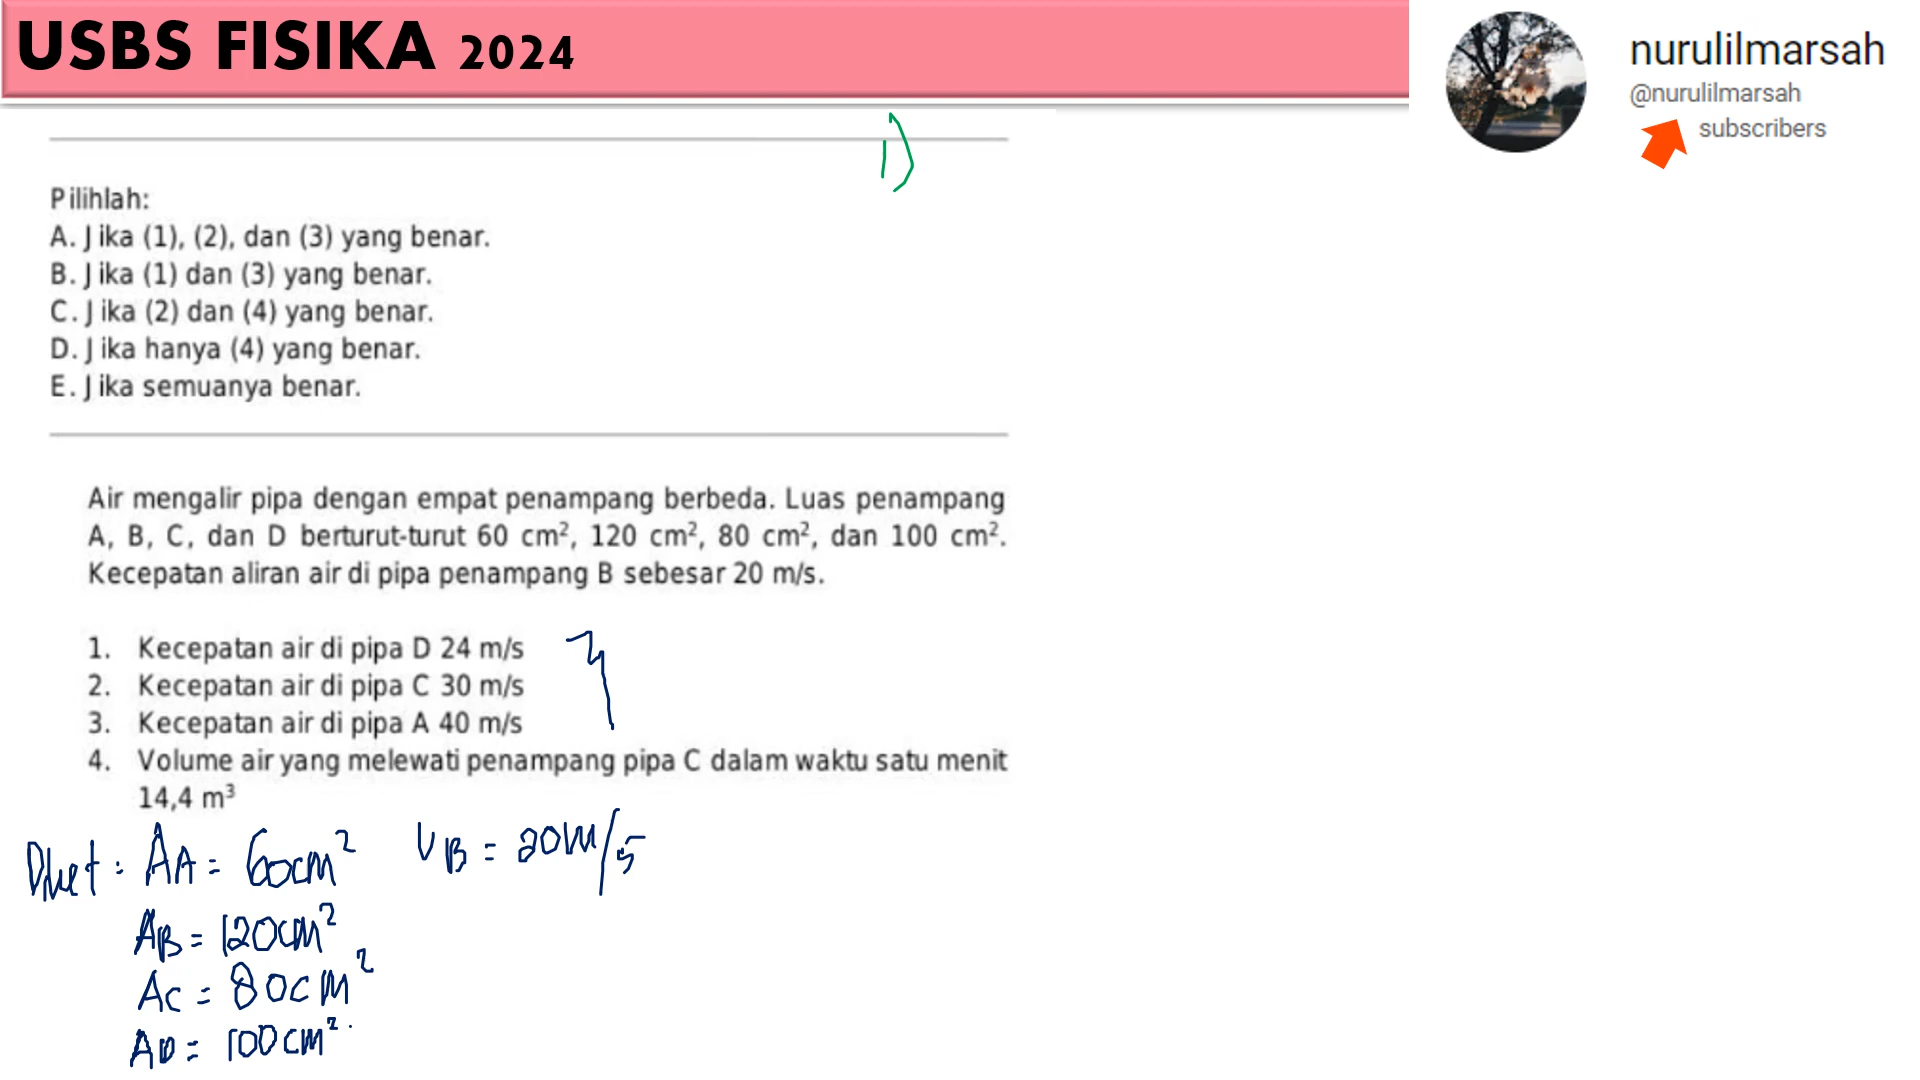 USBS FISIKA 2024
nurulilmarsah
@nurulilmarsah
subscribers
1)
Pilihlah:
A. Jika (1), (2), dan (3) yang benar.
B. Jika (1) dan (3) yang benar.
C. Jika (2) dan (4) yang benar.
D. Jika hanya (4) yang benar.
E. Jika semuanya benar.
Air mengalir pipa dengan empat penampang berbeda. Luas penampang
A, B, C, dan D berturut-turut 60 cm², 120 cm², 80 cm², dan 100 cm².
Kecepatan aliran air di pipa penampang B sebesar 20 m/s.
1. Kecepatan air di pipa D 24 m/s
2. Kecepatan air di pipa C 30 m/s
3. Kecepatan air di pipa A 40 m/s
4. Volume air yang melewati penampang pipa C dalam waktu satu menit
14,4 m³
Dket : AA = 60cm² VB = 20m/s
AB = 120cm²
AC = 80cm²
AD = 100cm²